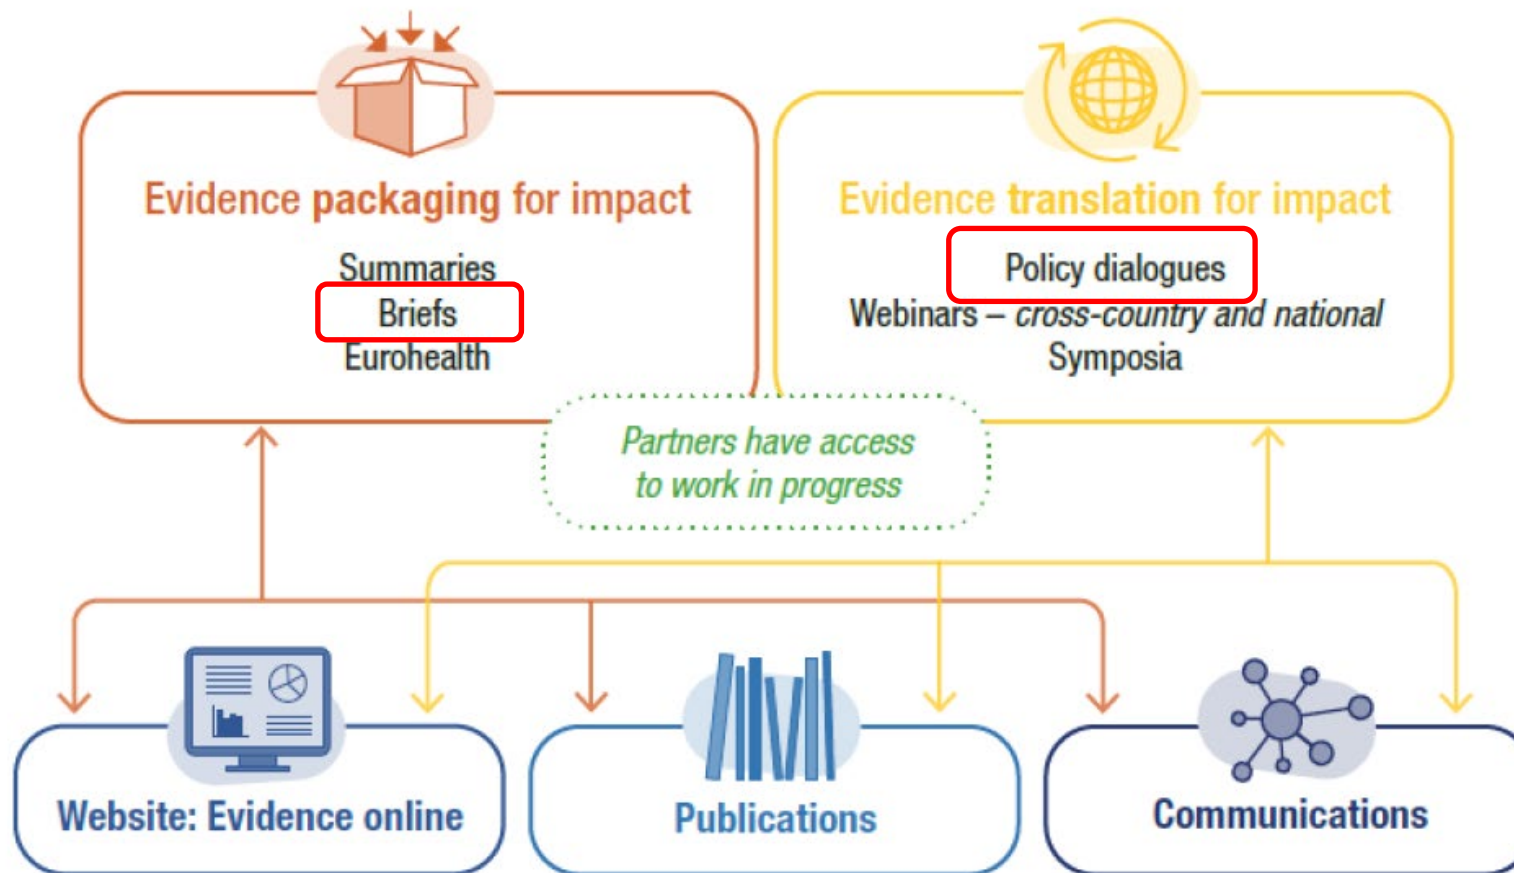 Evidence packaging for impact
Summaries
Briefs
Eurohealth
Evidence translation for impact
Policy dialogues
Webinars – cross-country and national
Symposia
Partners have access
to work in progress
Website: Evidence online
Publications
Communications